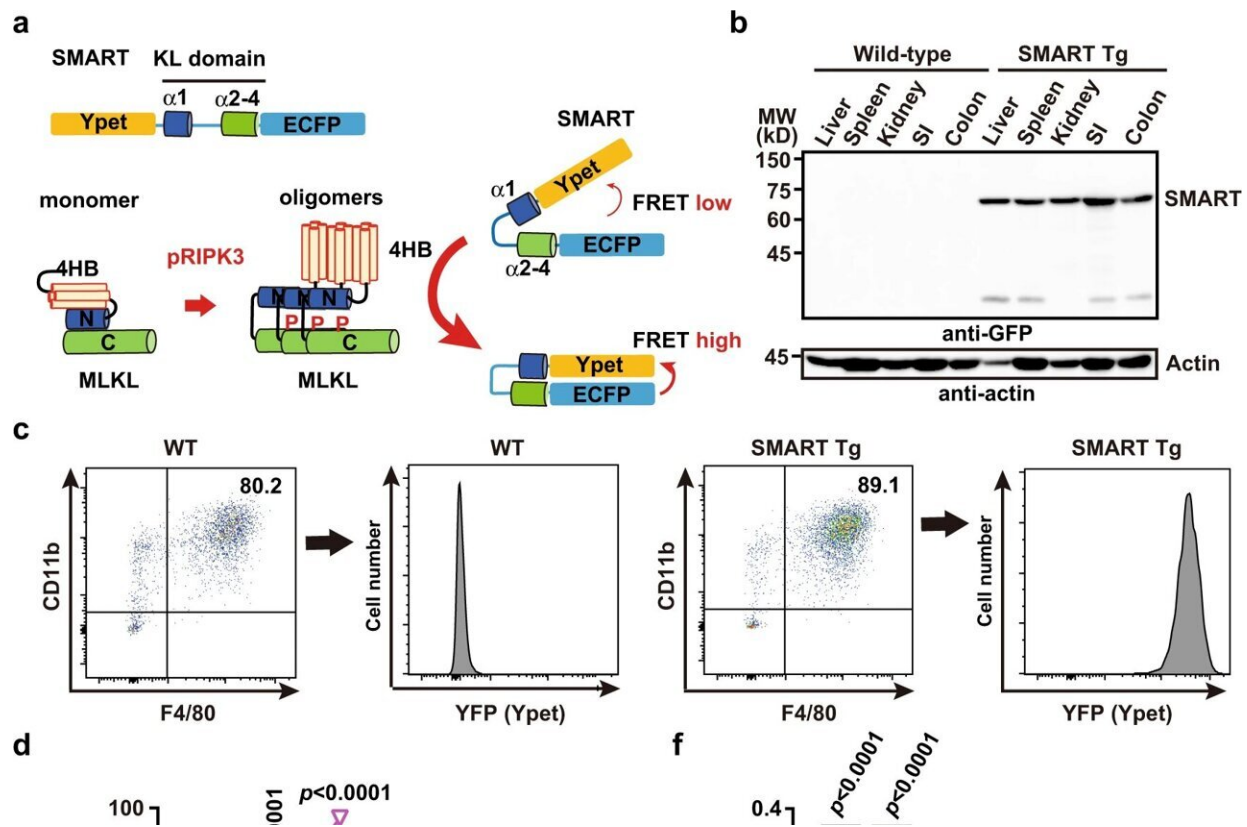 a
SMART
KL domain
α1
α2-4
Ypet
ECFP
monomer
4HB
N
C
MLKL
pRIPK3
oligomers
4HB
N
N
N
P
P
P
C
MLKL
SMART
α1
Ypet
FRET low
α2-4
ECFP
FRET high
Ypet
ECFP
b
Wild-type
SMART Tg
MW
(kD)
Liver
Spleen
Kidney
SI
Colon
Liver
Spleen
Kidney
SI
Colon
150
75
60
45
SMART
anti-GFP
45
Actin
anti-actin
c
WT
80.2
CD11b
F4/80
WT
Cell number
YFP (Ypet)
SMART Tg
89.1
CD11b
F4/80
SMART Tg
Cell number
YFP (Ypet)
d
100
p<0.0001
f
0.4
p<0.0001
p<0.0001